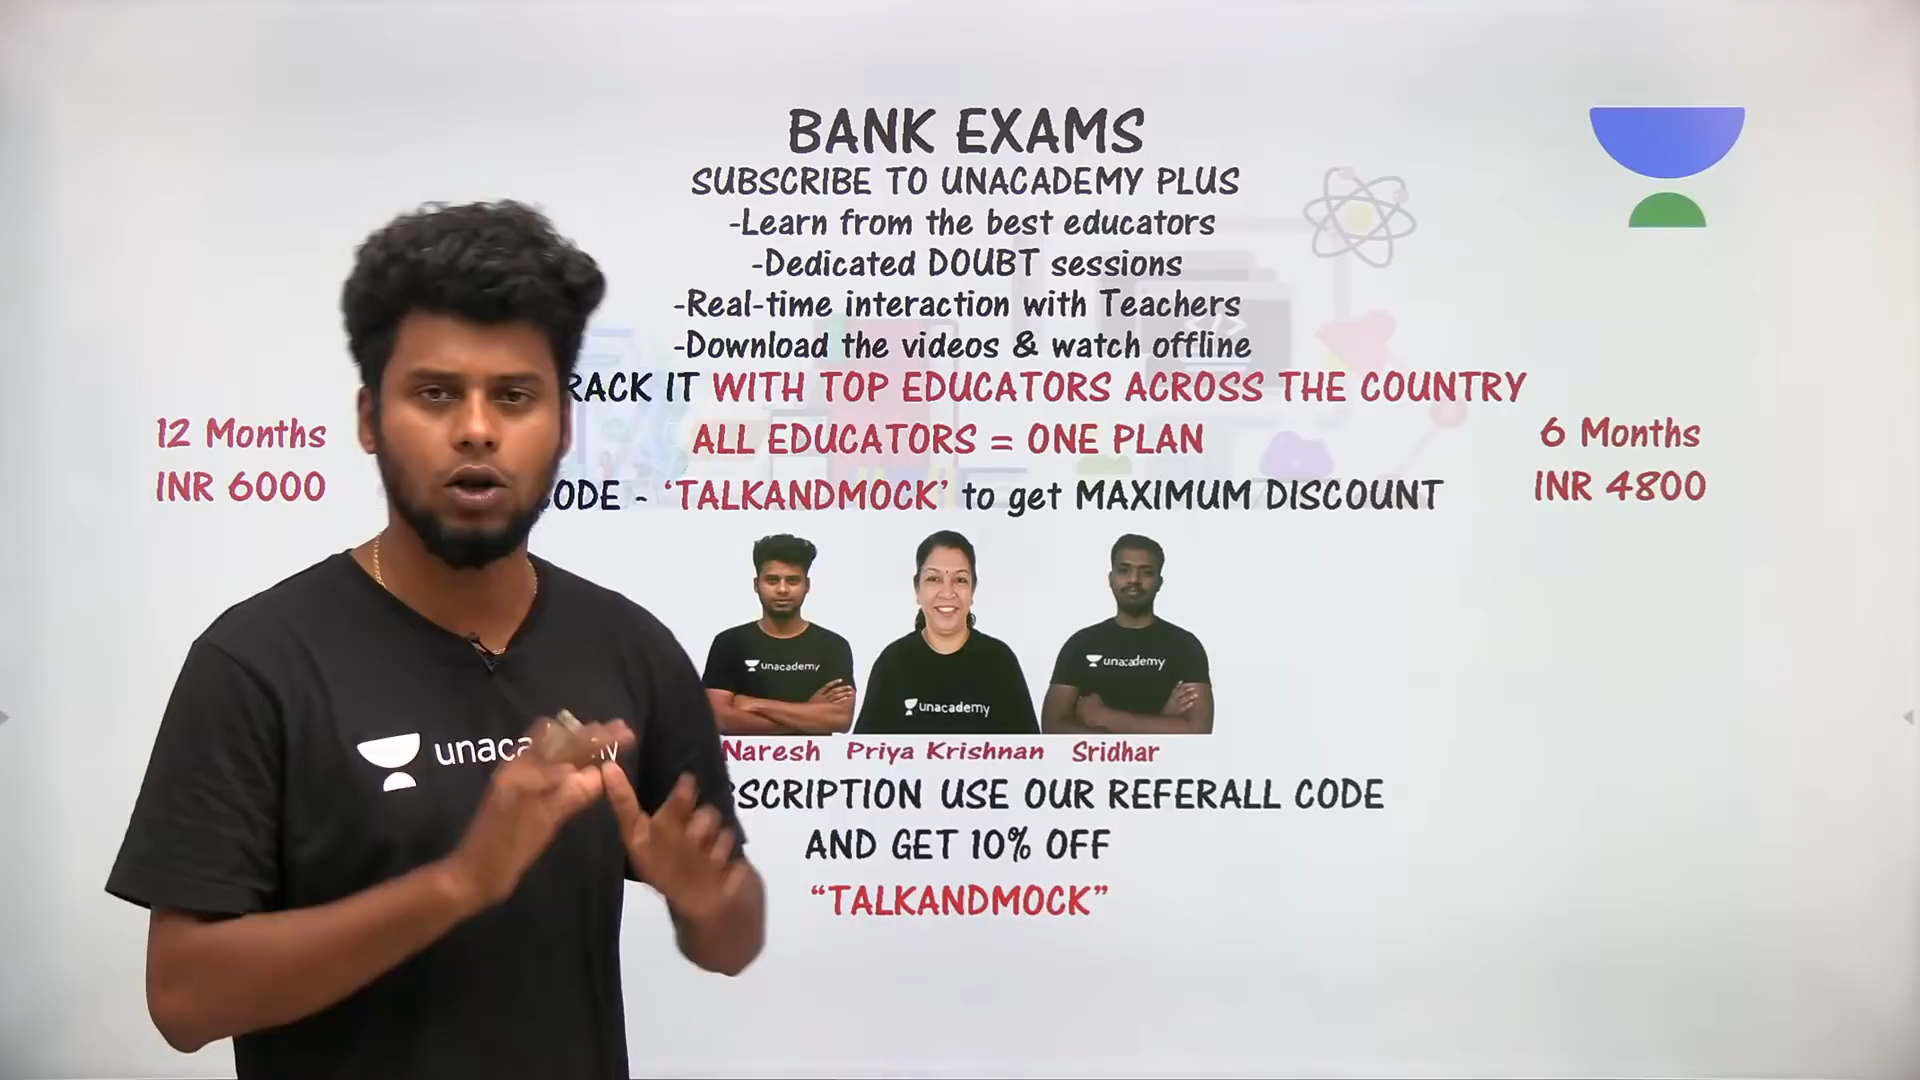 BANK EXAMS
SUBSCRIBE TO UNACADEMY PLUS
-Learn from the best educators
-Dedicated DOUBT sessions
-Real-time interaction with Teachers
-Download the videos & watch offline
RACK IT WITH TOP EDUCATORS ACROSS THE COUNTRY
12 Months
INR 6000
ALL EDUCATORS = ONE PLAN
6 Months
INR 4800
ODE - ‘TALKANDMOCK’ to get MAXIMUM DISCOUNT
unacademy
unacademy
unacademy
unaca my
Naresh Priya Krishnan Sridhar
SCRIPTION USE OUR REFERALL CODE
AND GET 10% OFF
“TALKANDMOCK”